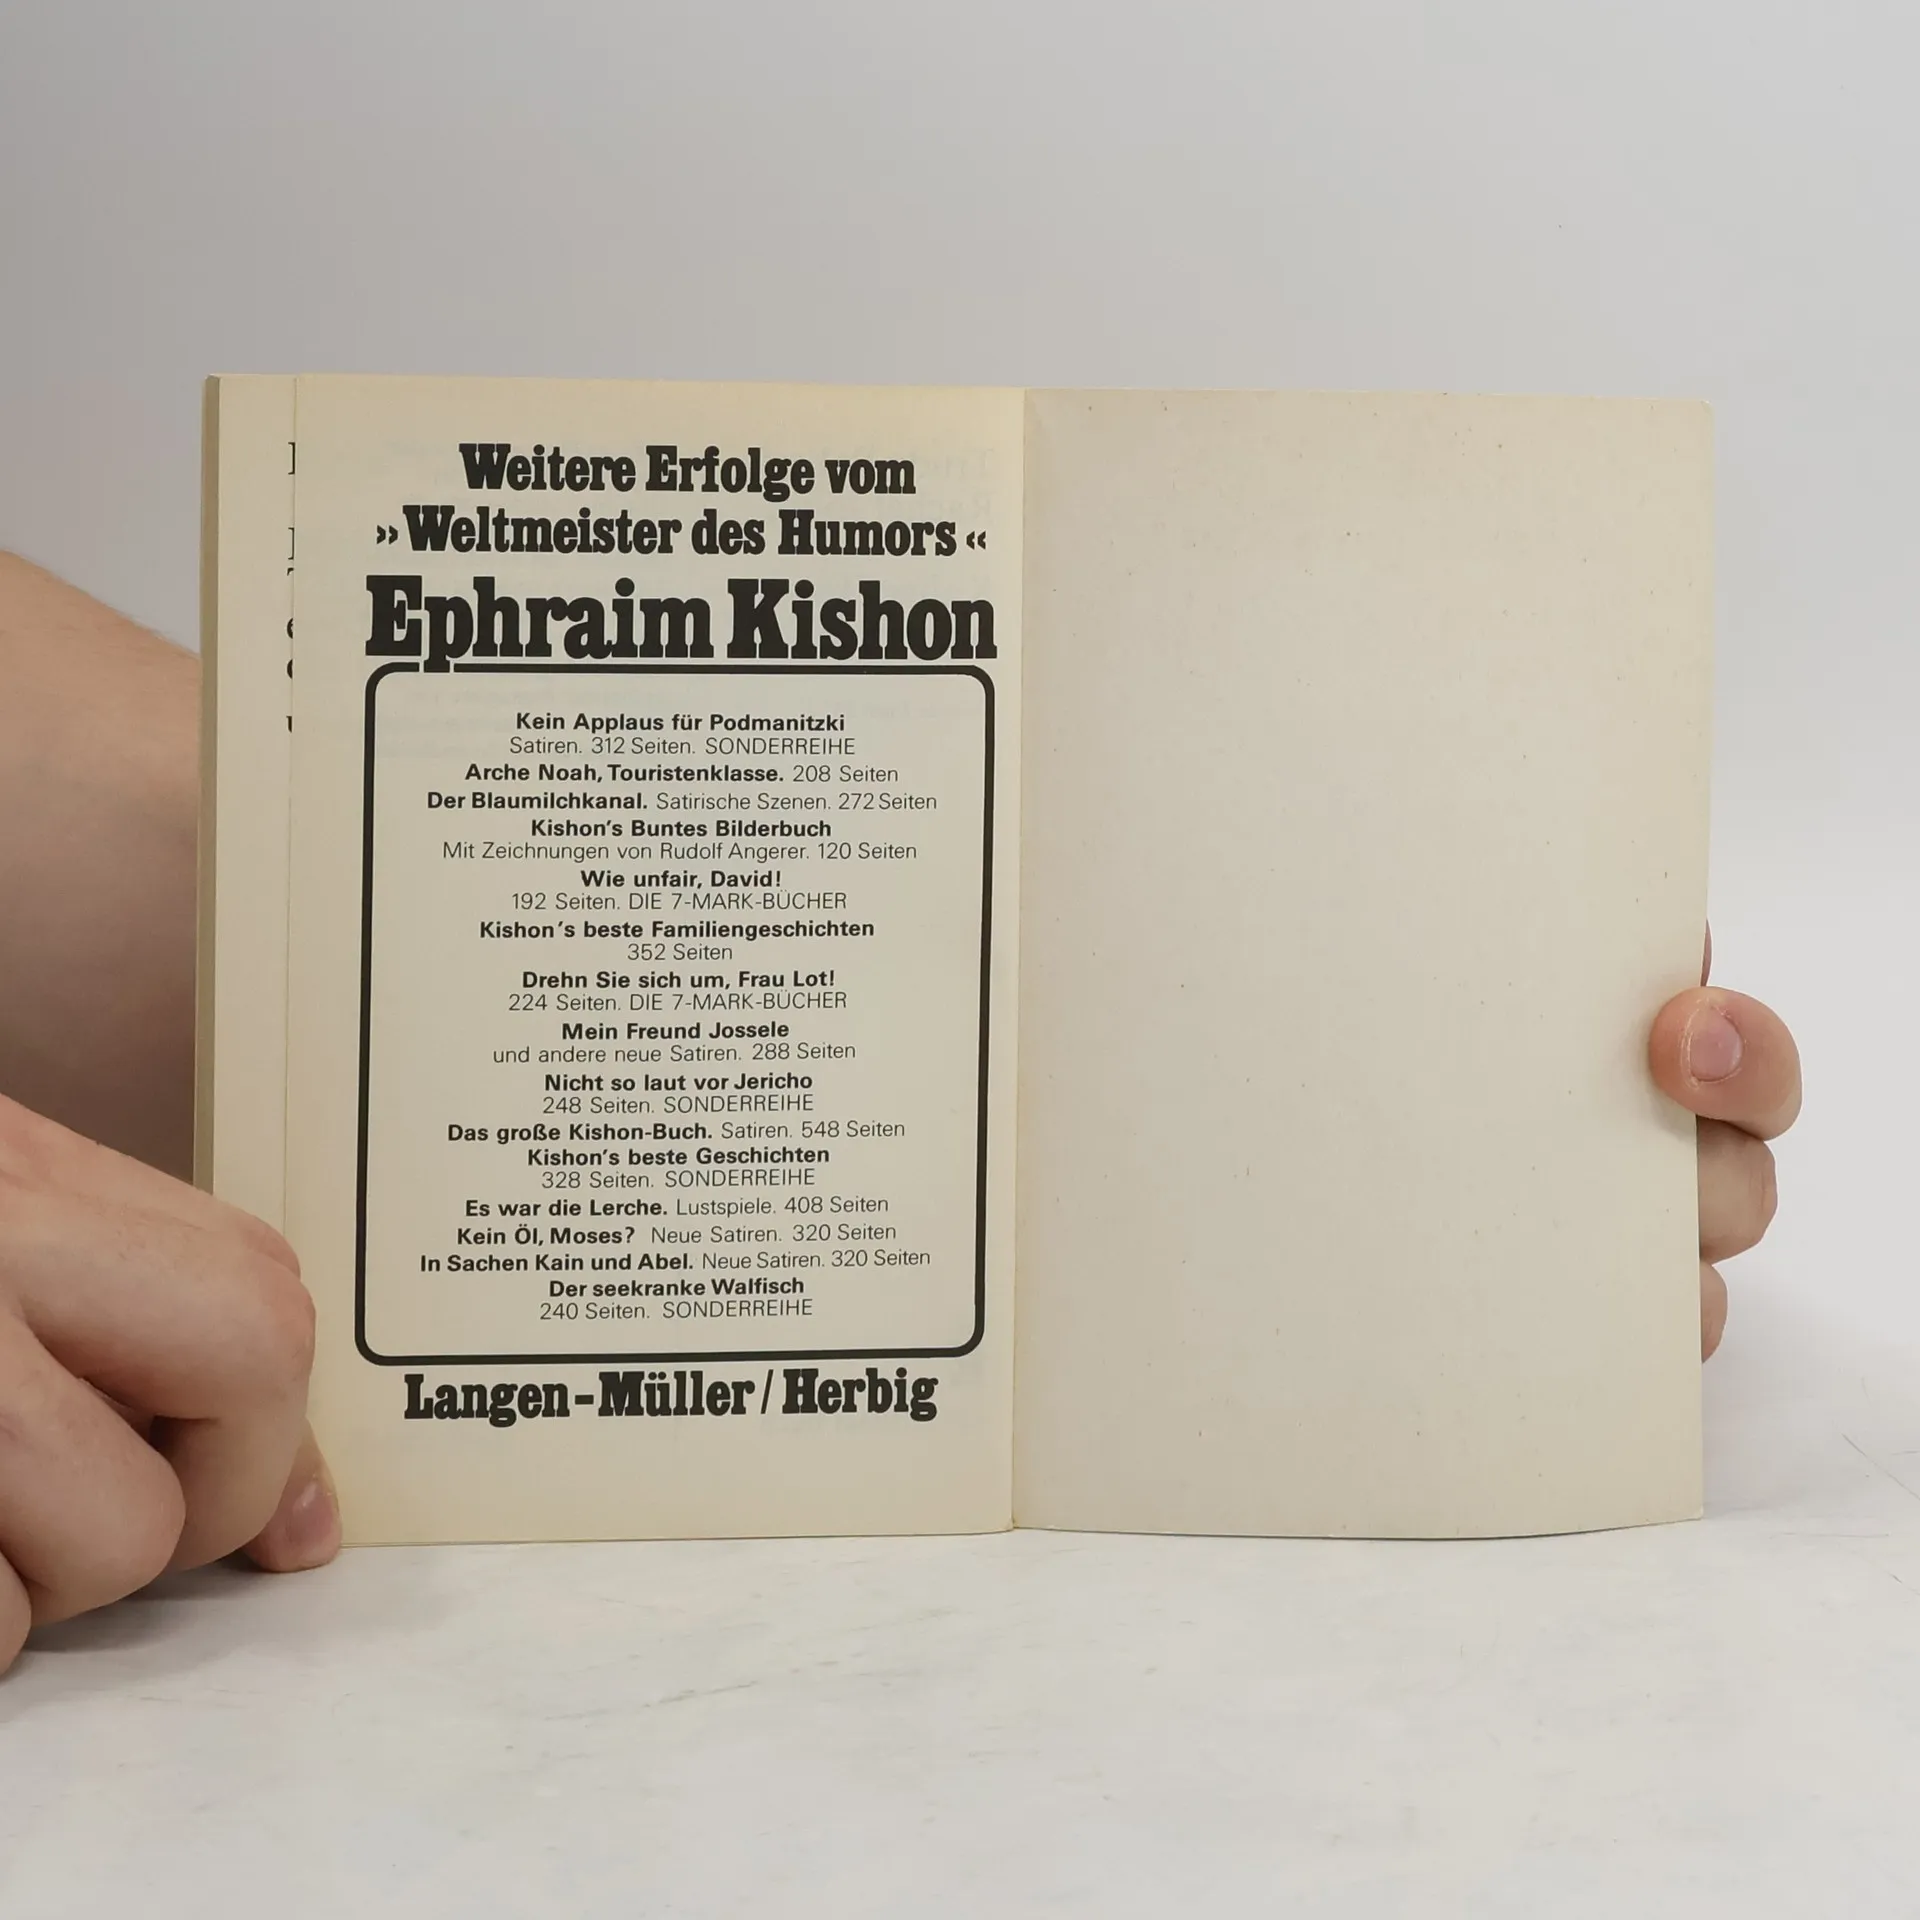 Weitere Erfolge vom
»Weltmeister des Humors«
Ephraim Kishon
Kein Applaus für Podmanitzki
Satiren. 312 Seiten. SONDERREIHE
Arche Noah, Touristenklasse. 208 Seiten
Der Blaumilchkanal. Satirische Szenen. 272 Seiten
Kishon's Buntes Bilderbuch
Mit Zeichnungen von Rudolf Angerer. 120 Seiten
Wie unfair, David!
192 Seiten. DIE 7-MARK-BÜCHER
Kishon's beste Familiengeschichten
352 Seiten
Drehn Sie sich um, Frau Lot!
224 Seiten. DIE 7-MARK-BÜCHER
Mein Freund Jossele
und andere neue Satiren. 288 Seiten
Nicht so laut vor Jericho
248 Seiten. SONDERREIHE
Das große Kishon-Buch. Satiren. 548 Seiten
Kishon's beste Geschichten
328 Seiten. SONDERREIHE
Es war die Lerche. Lustspiele. 408 Seiten
Kein Öl, Moses? Neue Satiren. 320 Seiten
In Sachen Kain und Abel. Neue Satiren. 320 Seiten
Der seekranke Walfisch
240 Seiten. SONDERREIHE
Langen-Müller/Herbig